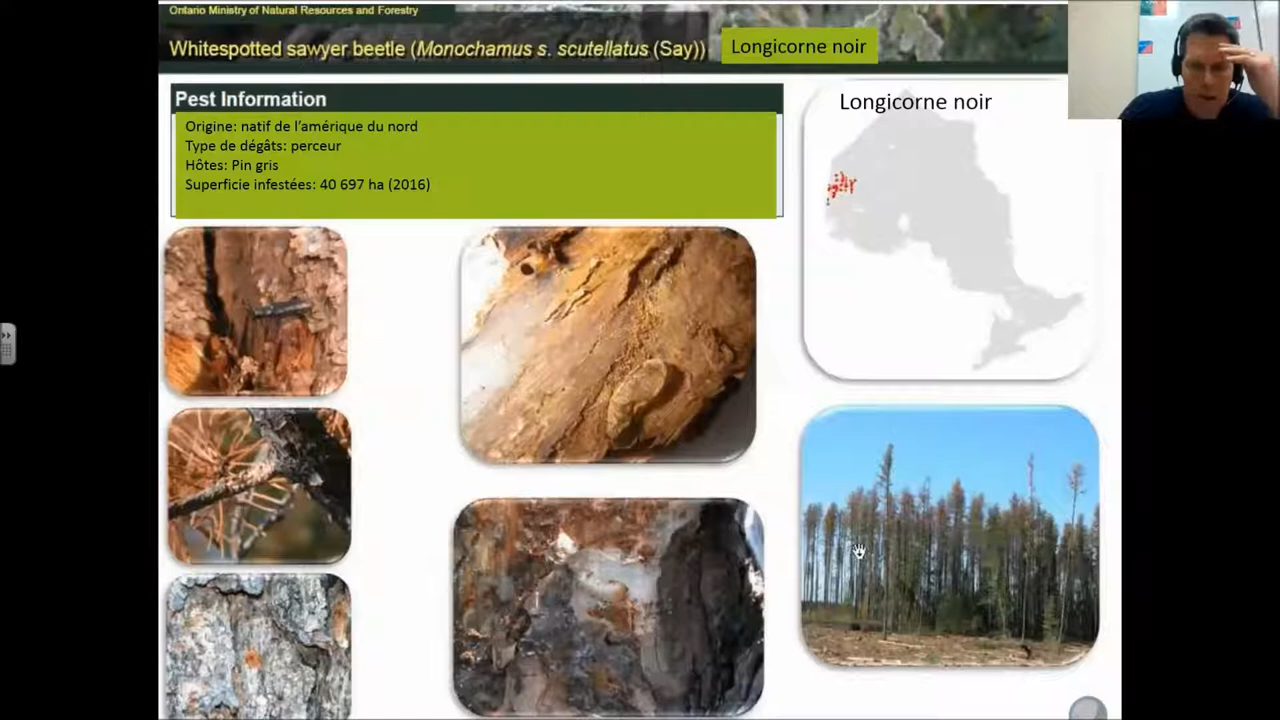 Ontario Ministry of Natural Resources and Forestry
Whitespotted sawyer beetle (Monochamus s. scutellatus (Say))
Longicorne noir
Pest Information
Origine: natif de l'amérique du nord
Type de dégâts: perceur
Hôtes: Pin gris
Superficie infestées: 40 697 ha (2016)
Longicorne noir